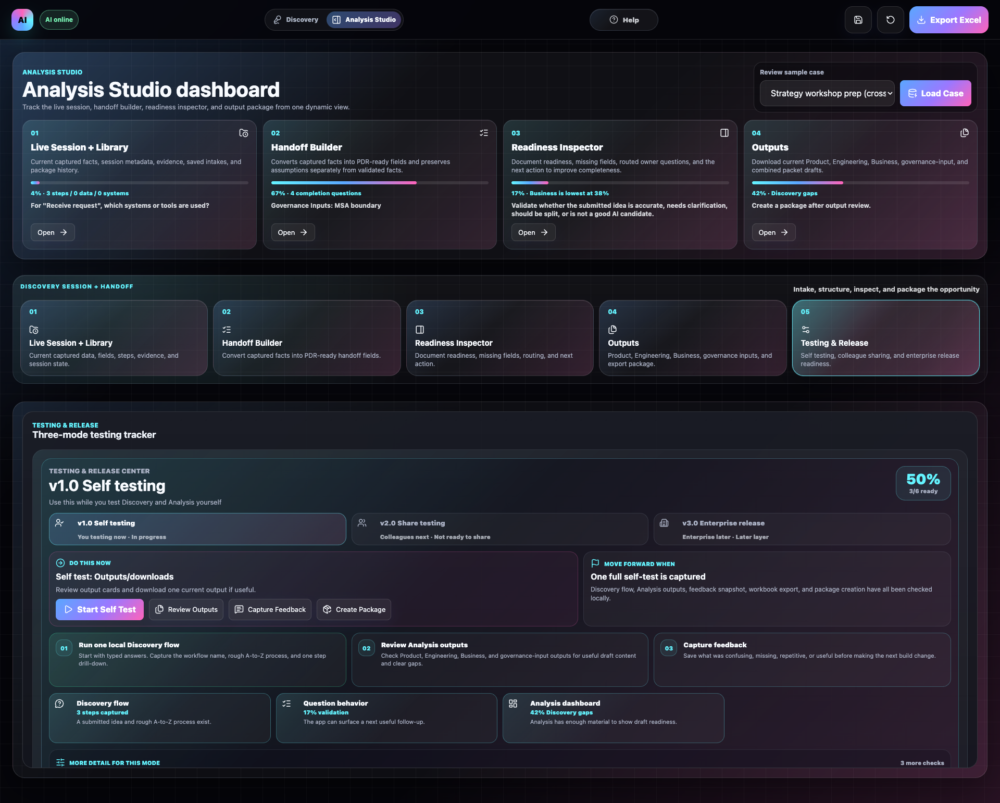 AI
AI online
Discovery
Analysis Studio
Help
Export Excel
ANALYSIS STUDIO
Analysis Studio dashboard
Track the live session, handoff builder, readiness inspector, and output package from one dynamic view.
Review sample case
Strategy workshop prep (cross
Load Case
01
Live Session + Library
Current captured facts, session metadata, evidence, saved intakes, and
package history.
4% · 3 steps / 0 data / 0 systems
For "Receive request", which systems or tools are used?
Open
02
Handoff Builder
Converts captured facts into PDR-ready fields and preserves
assumptions separately from validated facts.
67% · 4 completion questions
Governance Inputs: MSA boundary
Open
03
Readiness Inspector
Document readiness, missing fields, routed owner questions, and the
next action to improve completeness.
17% · Business is lowest at 38%
Validate whether the submitted idea is accurate, needs clarification,
should be split, or is not a good AI candidate.
Open
04
Outputs
Download current Product, Engineering, Business, governance-input, and
combined packet drafts.
42% · Discovery gaps
Create a package after output review.
Open
DISCOVERY SESSION + HANDOFF
Intake, structure, inspect, and package the opportunity
01
Live Session + Library
Current captured data, fields, steps, evidence, and
session state.
02
Handoff Builder
Convert captured facts into PDR-ready handoff fields.
03
Readiness Inspector
Document readiness, missing fields, routing, and next
action.
04
Outputs
Product, Engineering, Business, governance inputs, and
export package.
05
Testing & Release
Self testing, colleague sharing, and enterprise release
readiness.
TESTING & RELEASE
Three-mode testing tracker
TESTING & RELEASE CENTER
v1.0 Self testing
Use this while you test Discovery and Analysis yourself
50%
3/6 ready
v1.0 Self testing
You testing now · In progress
v2.0 Share testing
Colleagues next · Not ready to share
v3.0 Enterprise release
Enterprise later · Later layer
DO THIS NOW
Self test: Outputs/downloads
Review output cards and download one current output if useful.
Start Self Test
Review Outputs
Capture Feedback
Create Package
MOVE FORWARD WHEN
One full self-test is captured
Discovery flow, Analysis outputs, feedback snapshot, workbook export, and package creation have all been checked
locally.
01
Run one local Discovery flow
Start with typed answers. Capture the workflow name, rough A-to-Z process, and one step
drill-down.
02
Review Analysis outputs
Check Product, Engineering, Business, and governance-input outputs for useful draft content
and clear gaps.
03
Capture feedback
Save what was confusing, missing, repetitive, or useful before making the next build change.
Discovery flow
3 steps captured
A submitted idea and rough A-to-Z process exist.
Question behavior
17% validation
The app can surface a next useful follow-up.
Analysis dashboard
42% Discovery gaps
Analysis has enough material to show draft readiness.
MORE DETAIL FOR THIS MODE
3 more checks